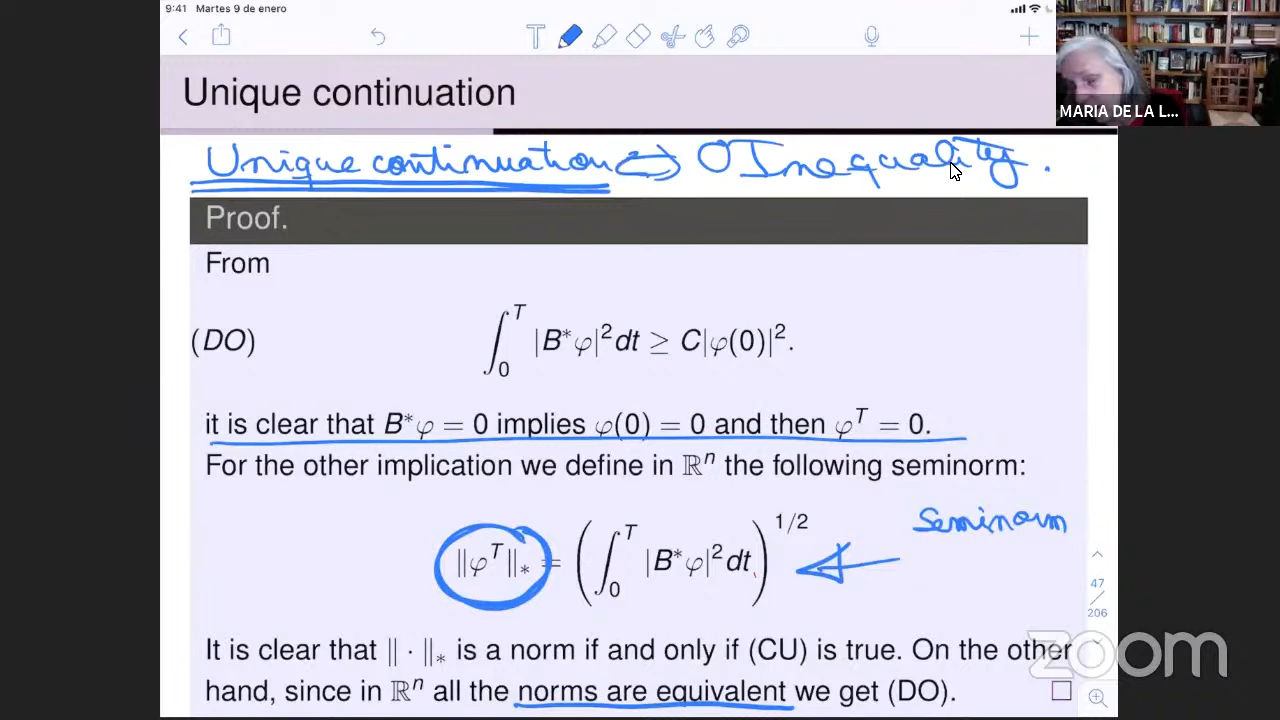 9:41 Martes 9 de enero
Unique continuation
MARIA DE LA L...
Unique continuation ⇔ O Inequality.
Proof.
From
(DO) ∫₀ᵀ |B*φ|²dt ≥ C|φ(0)|².
it is clear that B*φ = 0 implies φ(0) = 0 and then φᵀ = 0.
For the other implication we define in ℝⁿ the following seminorm:
Seminorm
‖φᵀ‖* = (∫₀ᵀ |B*φ|²dt)^1/2
47
206
It is clear that ‖ · ‖* is a norm if and only if (CU) is true. On the other
hand, since in ℝⁿ all the norms are equivalent we get (DO). □
zoom